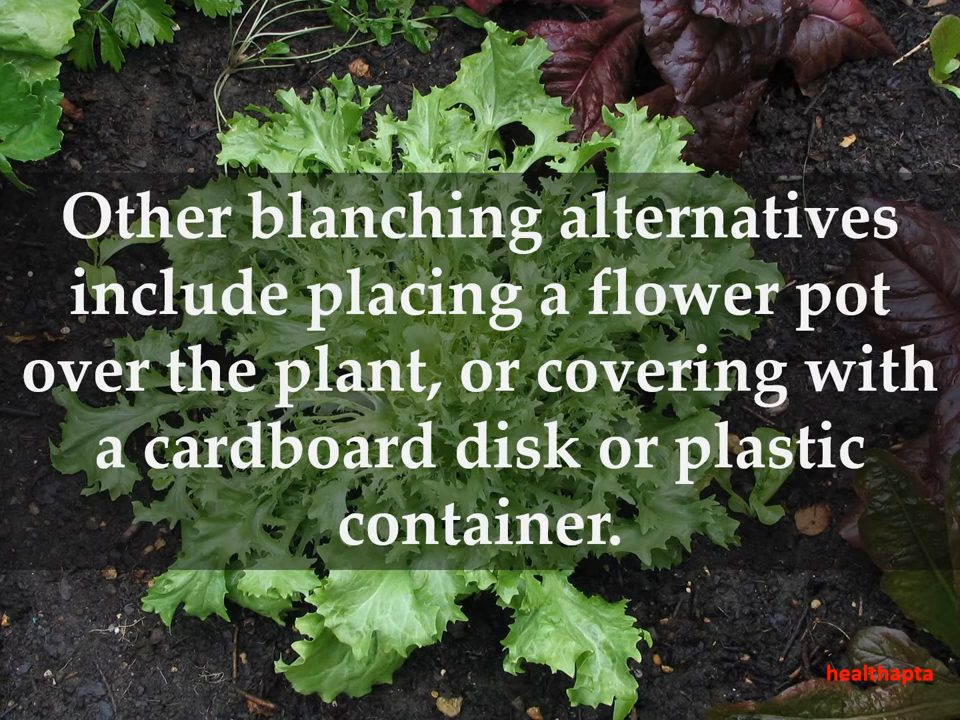 Other blanching alternatives
include placing a flower pot
over the plant, or covering with
a cardboard disk or plastic
container.
healthapta